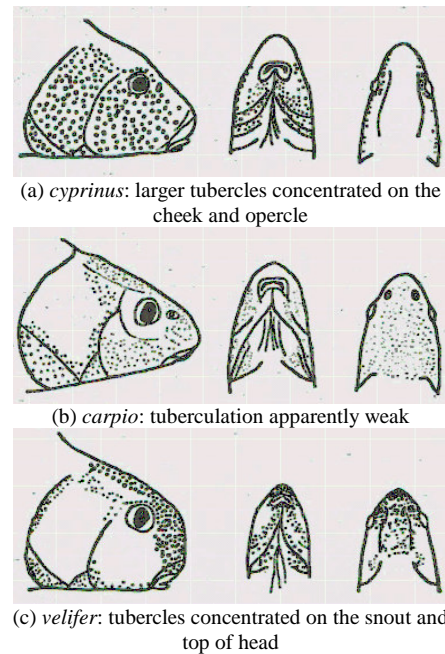 (a) cyprinus: larger tubercles concentrated on the
cheek and opercle
(b) carpio: tuberculation apparently weak
(c) velifer: tubercles concentrated on the snout and
top of head